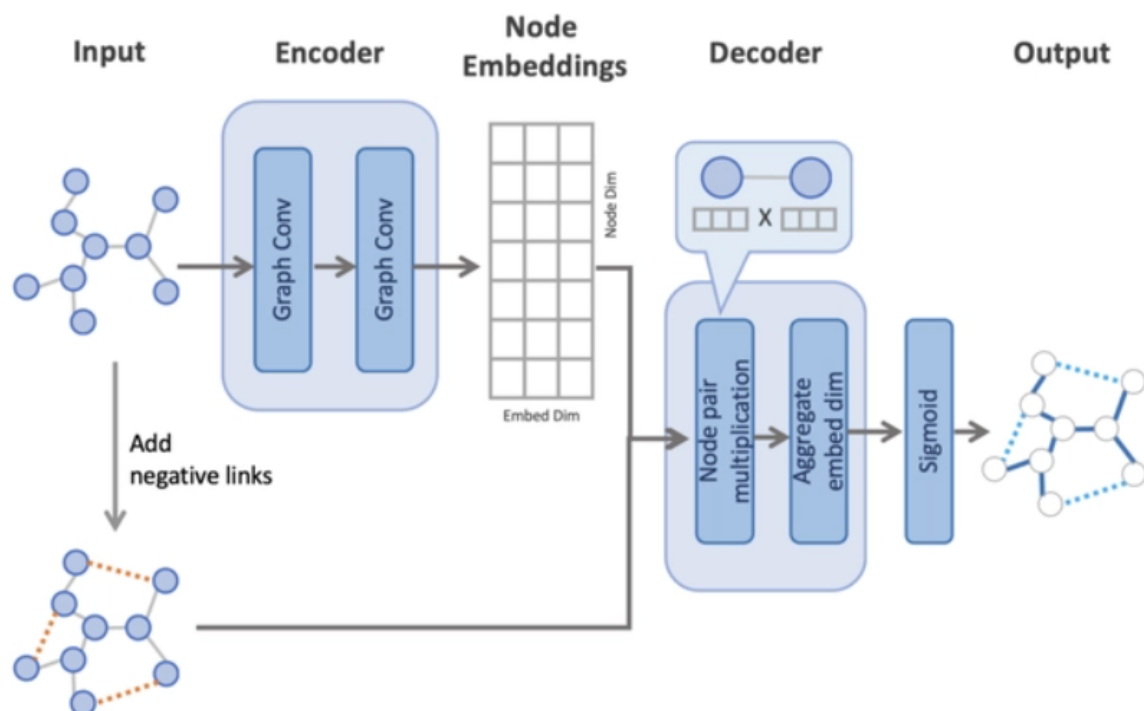 Input
Encoder
Node
Embeddings
Decoder
Output
Graph Conv
Graph Conv
Node Dim
Embed Dim
X
Node pair
multiplication
Aggregate
embed dim
Sigmoid
Add
negative links